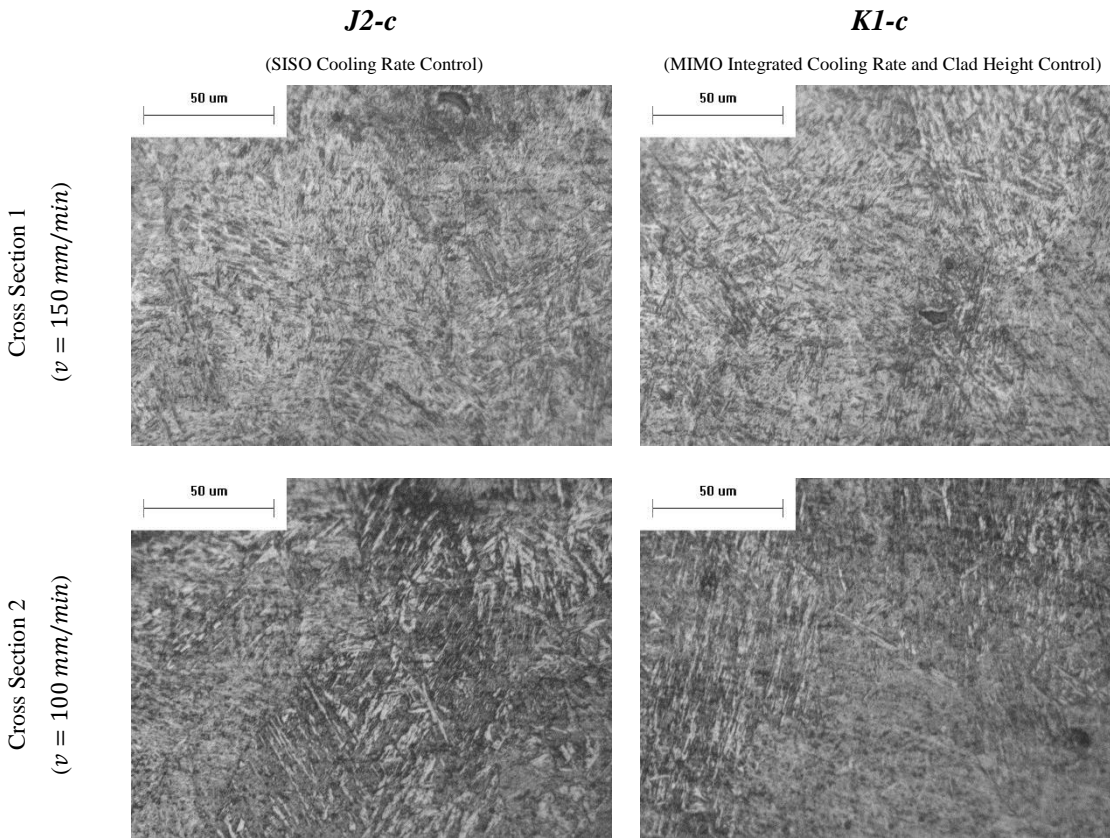 J2-c
K1-c
(SISO Cooling Rate Control)
(MIMO Integrated Cooling Rate and Clad Height Control)
50 um
50 um
Cross Section 1
(v = 150 mm/min)
50 um
50 um
Cross Section 2
(v = 100 mm/min)